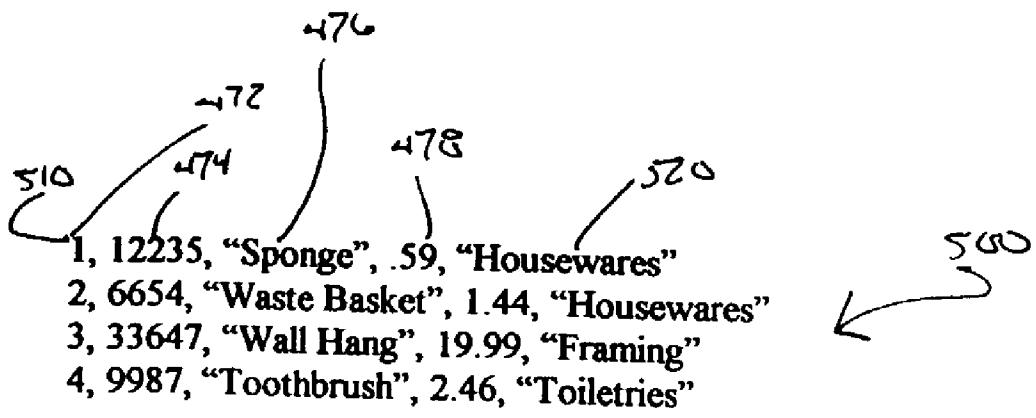 476
472
478
474
510
520
500
1, 12235, “Sponge”, .59, “Housewares”
2, 6654, “Waste Basket”, 1.44, “Housewares”
3, 33647, “Wall Hang”, 19.99, “Framing”
4, 9987, “Toothbrush”, 2.46, “Toiletries”